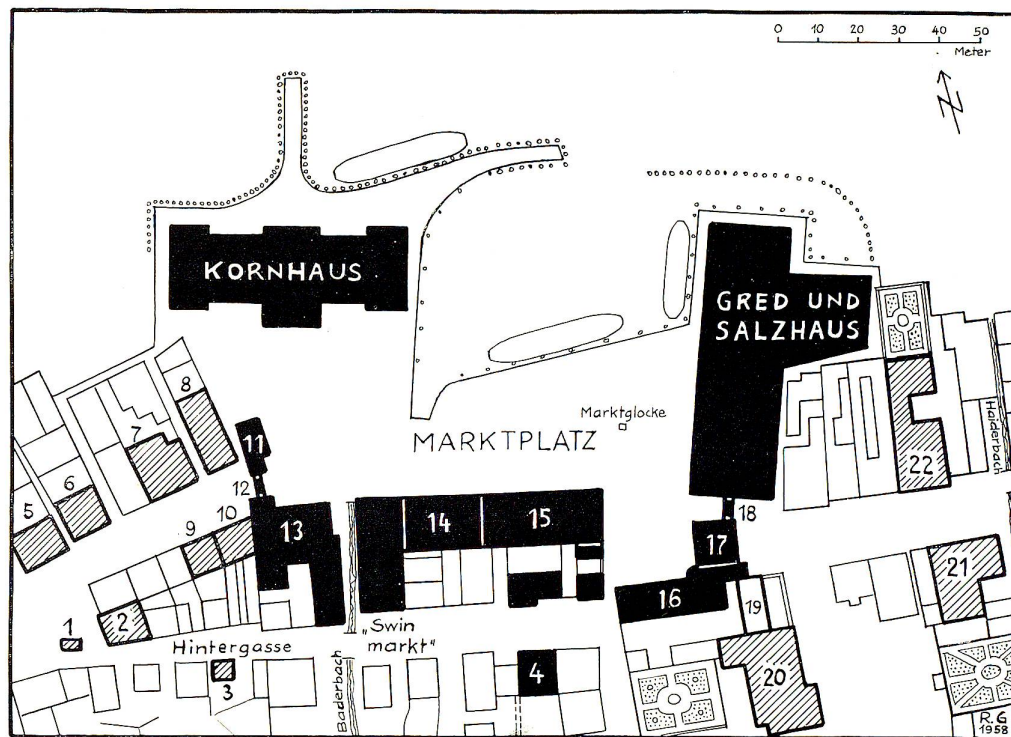 0 10 20 30 40 50
Meter
N
KORNHAUS
GRED UND
SALZHAUS
Marktglocke
MARKTPLATZ
Haiderbach
8
7
6
5
11
12
9
10
13
14
15
22
18
17
16
19
21
20
1
2
Hintergasse
3
„Swin
markt"
Baderbach
4
R.G
1958